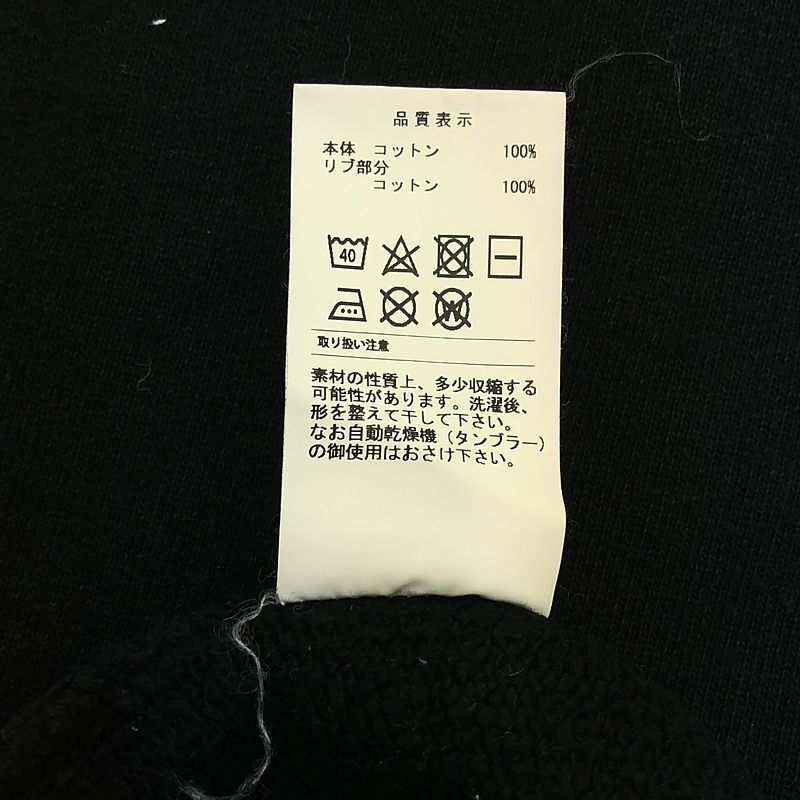 品質表示
本体 コットン 100%
リブ部分
コットン 100%
40
W
取り扱い注意
素材の性質上、多少収縮する
可能性があります。洗濯後、
形を整えて干して下さい。
なお自動乾燥機(タンブラー)
の御使用はおさけ下さい。